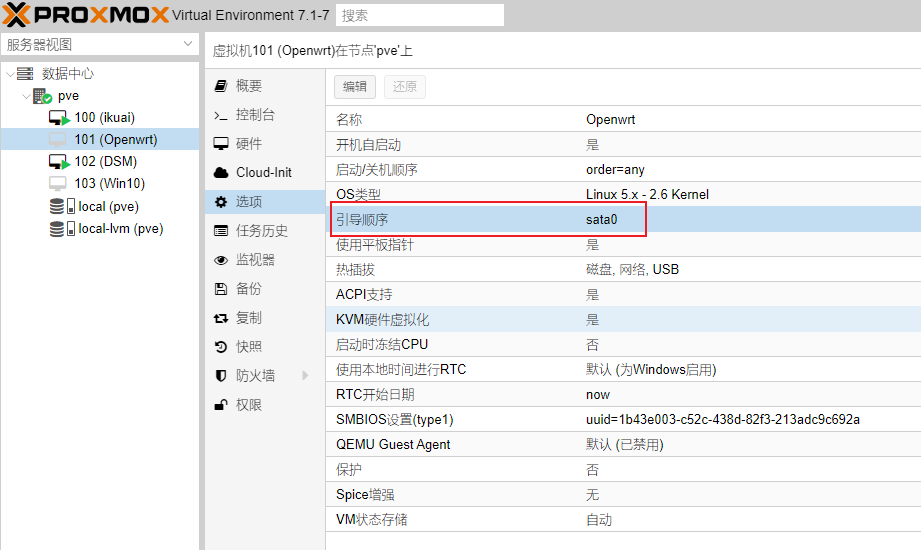 PROXMOX Virtual Environment 7.1-7 搜索
服务器视图
数据中心
pve
100 (ikuai)
101 (Openwrt)
102 (DSM)
103 (Win10)
local (pve)
local-lvm (pve)
虚拟机101 (Openwrt)在节点'pve'上
概要
控制台
硬件
Cloud-Init
选项
任务历史
监视器
备份
复制
快照
防火墙
权限
编辑 还原
名称 Openwrt
开机自启动 是
启动/关机顺序 order=any
OS类型 Linux 5.x - 2.6 Kernel
引导顺序 sata0
使用平板指针 是
热插拔 磁盘, 网络, USB
ACPI支持 是
KVM硬件虚拟化 是
启动时冻结CPU 否
使用本地时间进行RTC 默认 (为Windows启用)
RTC开始日期 now
SMBIOS设置(type1) uuid=1b43e003-c52c-438d-82f3-213adc9c692a
QEMU Guest Agent 默认 (已禁用)
保护 否
Spice增强 无
VM状态存储 自动